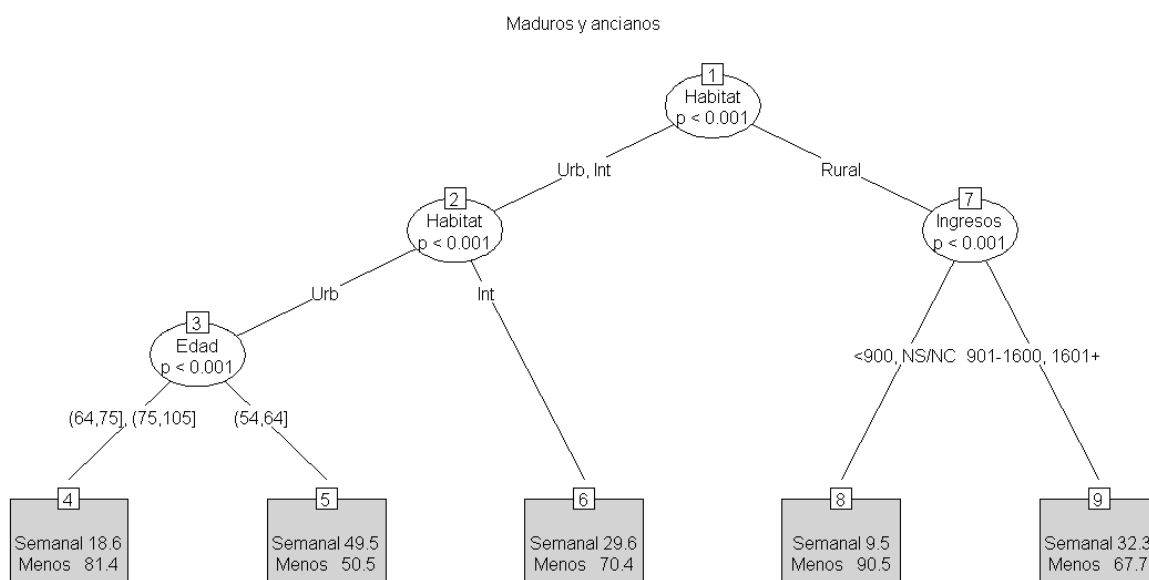 Maduros y ancianos
1
Habitat
p < 0.001
Urb, Int
Rural
2
Habitat
p < 0.001
7
Ingresos
p < 0.001
Urb
Int
3
Edad
p < 0.001
<900, NS/NC
901-1600, 1601+
(64,75], (75,105]
(54,64]
4
Semanal 18.6
Menos 81.4
5
Semanal 49.5
Menos 50.5
6
Semanal 29.6
Menos 70.4
8
Semanal 9.5
Menos 90.5
9
Semanal 32.3
Menos 67.7